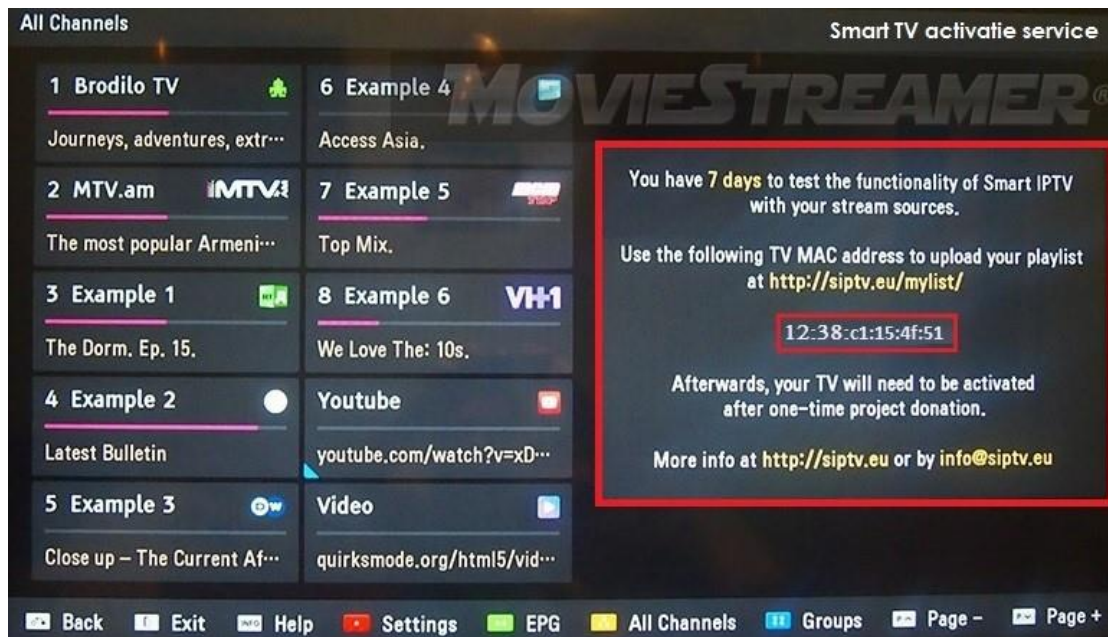 All Channels
Smart TV activatie service
MOVIESTREAMER®
1 Brodilo TV
Journeys, adventures, extr···
2 MTV.am
MTV
The most popular Armeni···
3 Example 1
The Dorm. Ep. 15.
4 Example 2
Latest Bulletin
5 Example 3
DW
Close up – The Current Af···
6 Example 4
Access Asia.
7 Example 5
MCM
TOP
Top Mix.
8 Example 6
VH1
We Love The: 10s.
Youtube
youtube.com/watch?v=xD···
Video
quirksmode.org/html5/vid···
You have 7 days to test the functionality of Smart IPTV
with your stream sources.
Use the following TV MAC address to upload your playlist
at http://siptv.eu/mylist/
12:38:c1:15:4f:51
Afterwards, your TV will need to be activated
after one-time project donation.
More info at http://siptv.eu or by info@siptv.eu
Back
Exit
INFO Help
Settings
EPG
All Channels
Groups
Page -
Page +